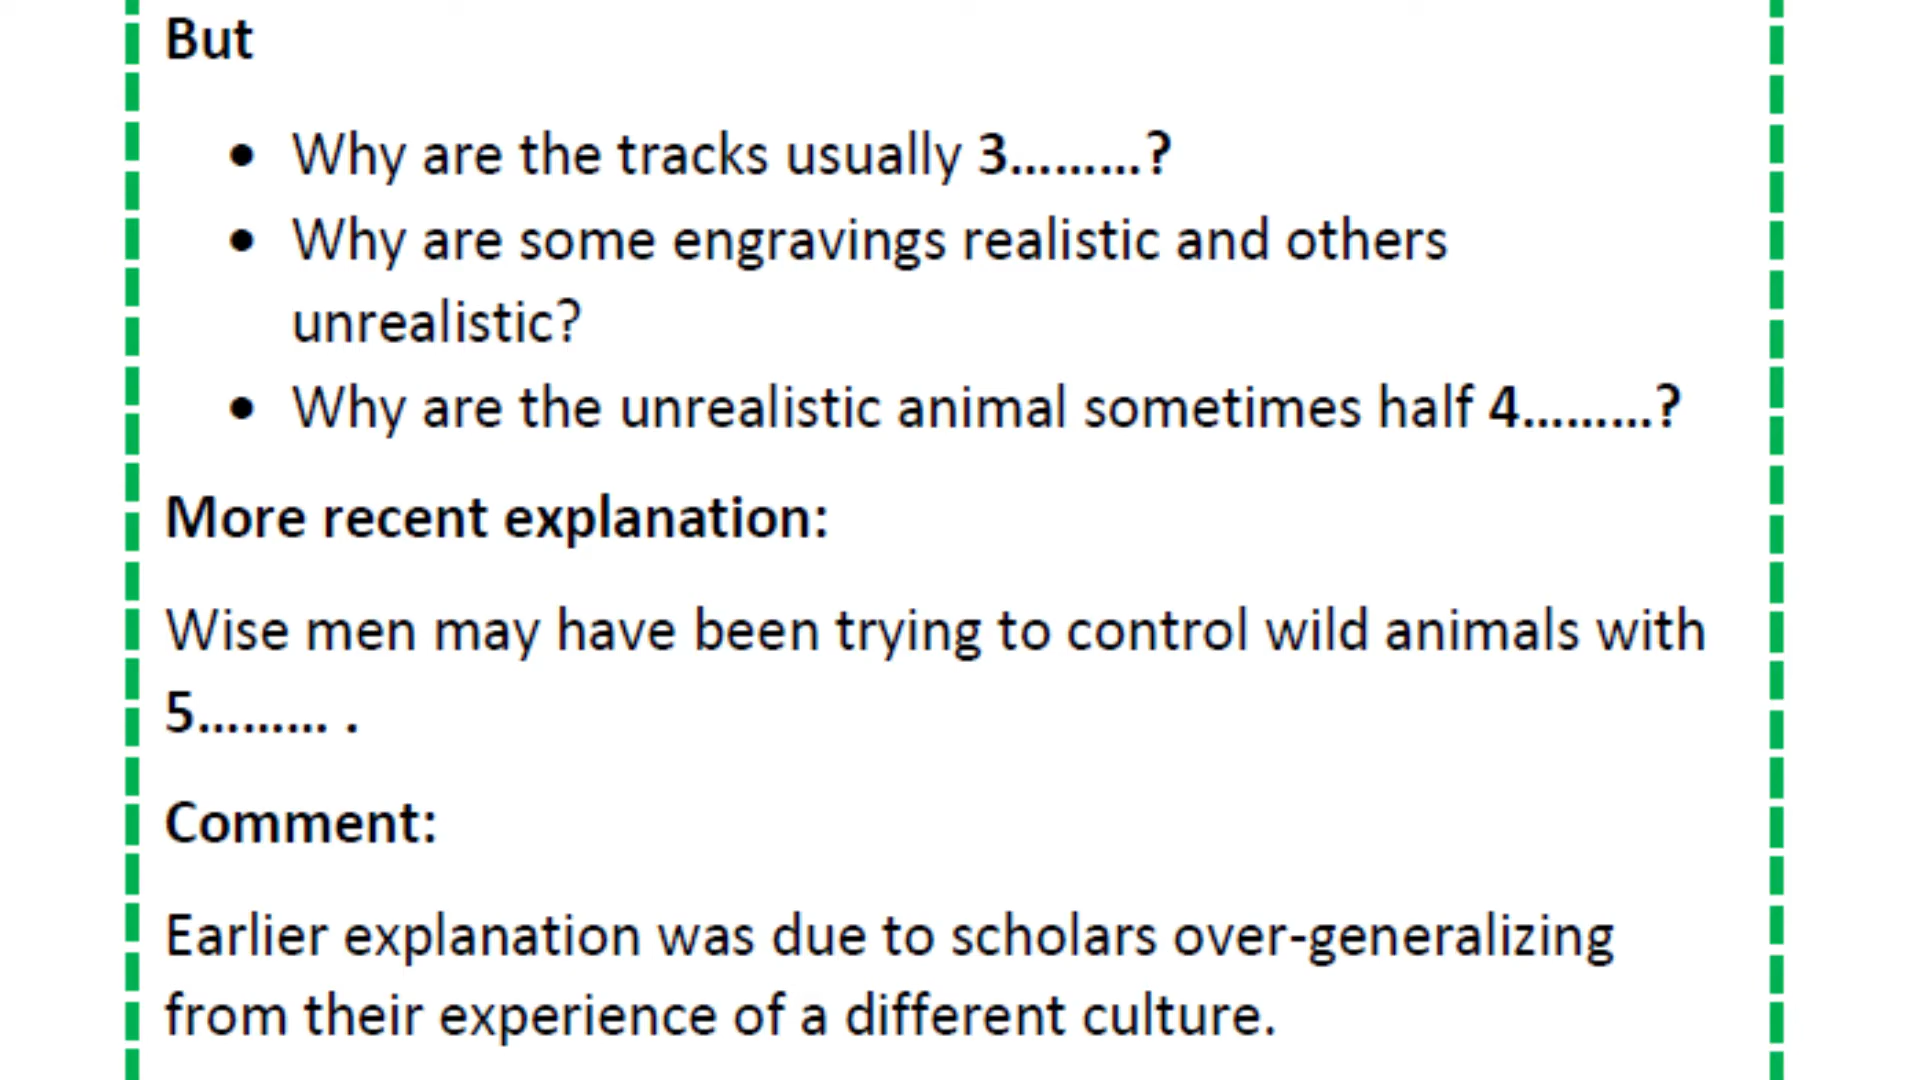 But
• Why are the tracks usually 3.........?
• Why are some engravings realistic and others
unrealistic?
• Why are the unrealistic animal sometimes half 4.........?
More recent explanation:
Wise men may have been trying to control wild animals with
5......... .
Comment:
Earlier explanation was due to scholars over-generalizing
from their experience of a different culture.